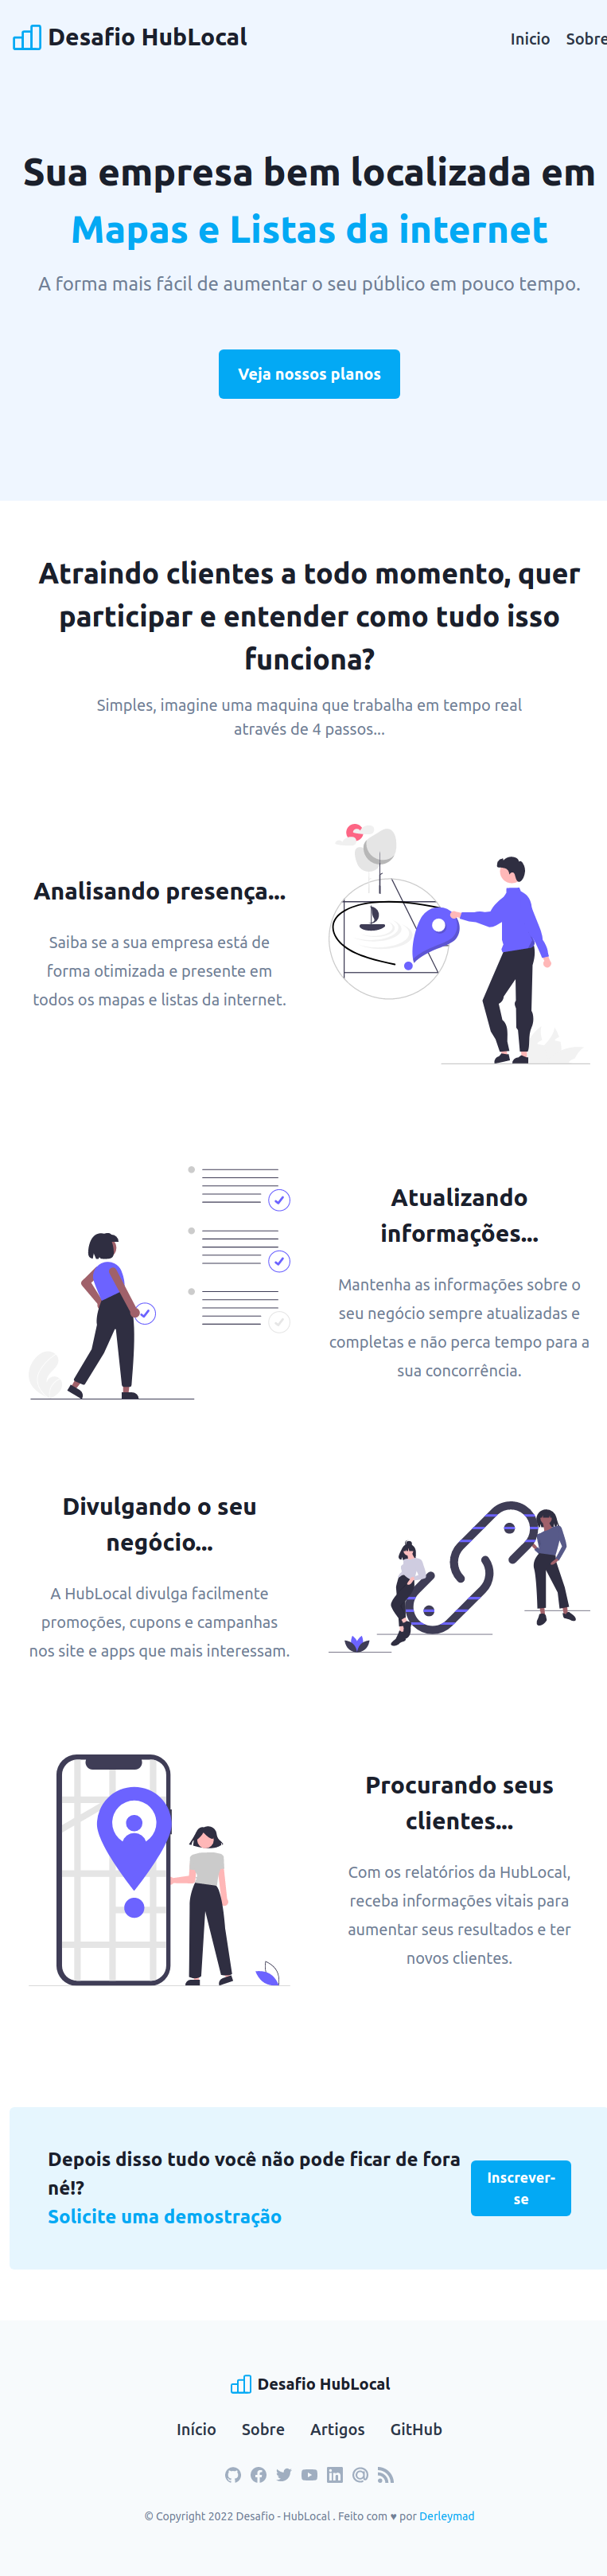 Desafio HubLocal
Inicio Sobre
Sua empresa bem localizada em
Mapas e Listas da internet
A forma mais fácil de aumentar o seu público em pouco tempo.
Veja nossos planos
Atraindo clientes a todo momento, quer
participar e entender como tudo isso
funciona?
Simples, imagine uma maquina que trabalha em tempo real
através de 4 passos...
Analisando presença...
Saiba se a sua empresa está de
forma otimizada e presente em
todos os mapas e listas da internet.
Atualizando
informações...
Mantenha as informações sobre o
seu negócio sempre atualizadas e
completas e não perca tempo para a
sua concorrência.
Divulgando o seu
negócio...
A HubLocal divulga facilmente
promoções, cupons e campanhas
nos site e apps que mais interessam.
Procurando seus
clientes...
Com os relatórios da HubLocal,
receba informações vitais para
aumentar seus resultados e ter
novos clientes.
Depois disso tudo você não pode ficar de fora
né!?
Solicite uma demostração
Inscrever-
se
Desafio HubLocal
Início Sobre Artigos GitHub
© Copyright 2022 Desafio - HubLocal . Feito com ♥ por Derleymad